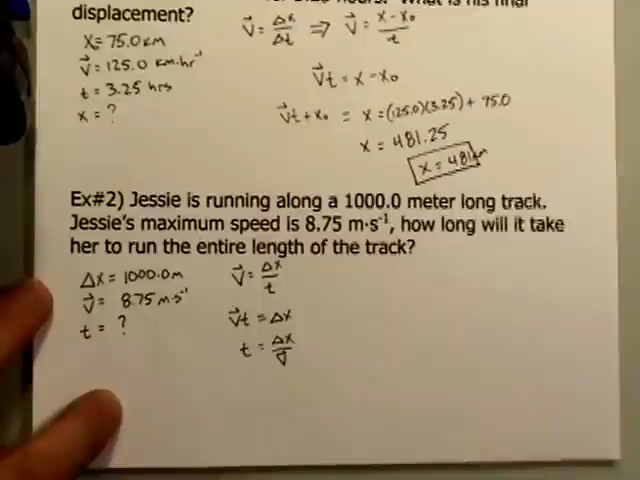 displacement?
x₀= 75.0 km
v⃗ = 125.0 km·hr⁻¹
t = 3.25 hrs
x = ?
v⃗ = Δx/Δt ⇒ v⃗ = x - x₀/t
v⃗t = x - x₀
v⃗t + x₀ = x = (125.0)(3.25) + 75.0
x = 481.25
x = 481 km
Ex#2) Jessie is running along a 1000.0 meter long track.
Jessie's maximum speed is 8.75 m·s⁻¹, how long will it take
her to run the entire length of the track?
Δx = 1000.0m
v⃗ = 8.75 m·s⁻¹
t = ?
v⃗ = Δx/t
v⃗t = Δx
t = Δx/v⃗